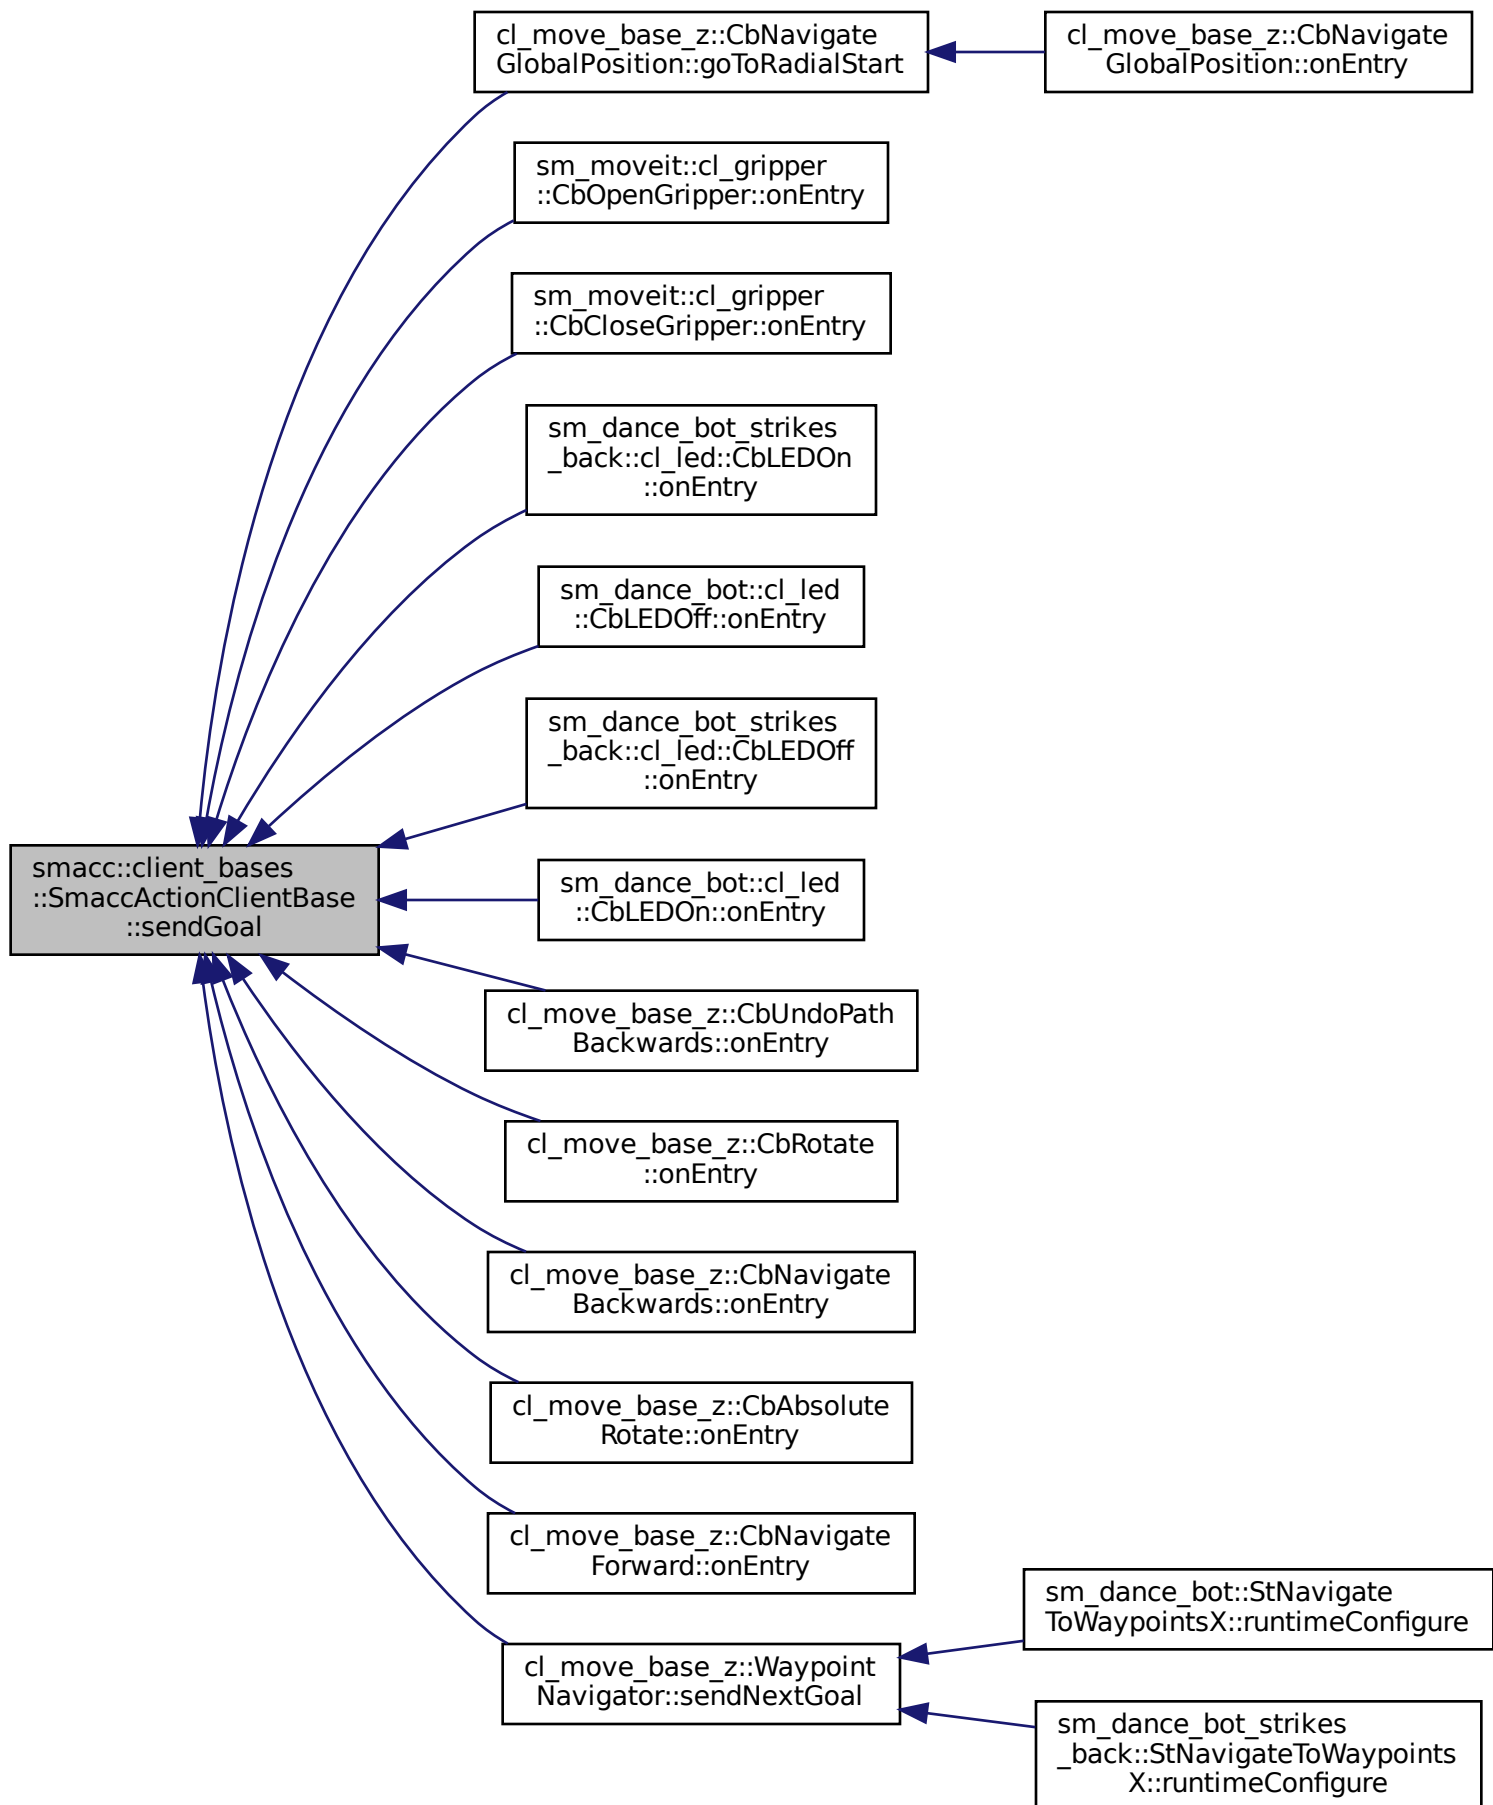 cl_move_base_z::CbNavigate
GlobalPosition::goToRadialStart
cl_move_base_z::CbNavigate
GlobalPosition::onEntry
sm_moveit::cl_gripper
::CbOpenGripper::onEntry
sm_moveit::cl_gripper
::CbCloseGripper::onEntry
sm_dance_bot_strikes
_back::cl_led::CbLEDOn
::onEntry
sm_dance_bot::cl_led
::CbLEDOff::onEntry
sm_dance_bot_strikes
_back::cl_led::CbLEDOff
::onEntry
smacc::client_bases
::SmaccActionClientBase
::sendGoal
sm_dance_bot::cl_led
::CbLEDOn::onEntry
cl_move_base_z::CbUndoPath
Backwards::onEntry
cl_move_base_z::CbRotate
::onEntry
cl_move_base_z::CbNavigate
Backwards::onEntry
cl_move_base_z::CbAbsolute
Rotate::onEntry
cl_move_base_z::CbNavigate
Forward::onEntry
cl_move_base_z::Waypoint
Navigator::sendNextGoal
sm_dance_bot::StNavigate
ToWaypointsX::runtimeConfigure
sm_dance_bot_strikes
_back::StNavigateToWaypoints
X::runtimeConfigure